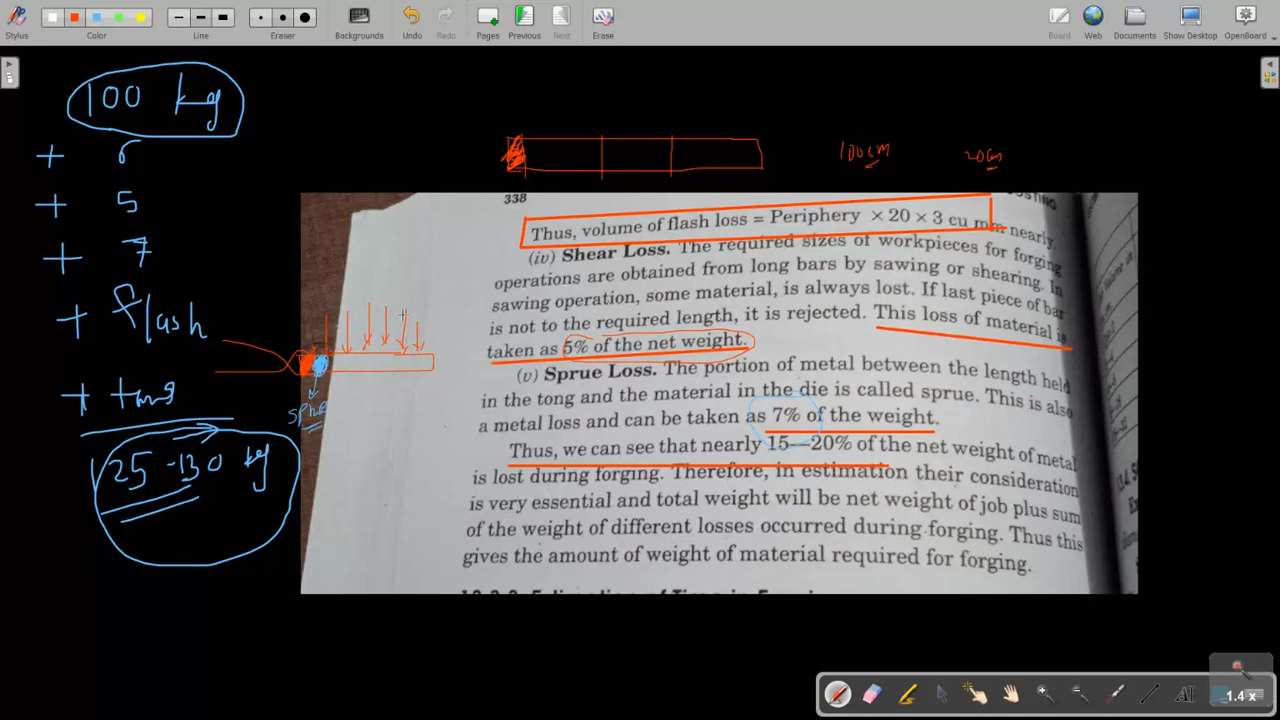 Stylus Color Line Eraser Backgrounds Undo Redo Pages Previous Next Erase Board Web Documents Show Desktop OpenBoard
100 kg
+ 6
+ 5
+ 7
+ flash
+ tong
125 - 130 kg
100cm 20cm
338
Thus, volume of flash loss = Periphery × 20 × 3 cu mm nearly.
(iv) Shear Loss. The required sizes of workpieces for forging
operations are obtained from long bars by sawing or shearing. In
sawing operation, some material, is always lost. If last piece of bar
is not to the required length, it is rejected. This loss of material is
taken as 5% of the net weight.
(v) Sprue Loss. The portion of metal between the length held
in the tong and the material in the die is called sprue. This is also
a metal loss and can be taken as 7% of the weight.
Thus, we can see that nearly 15—20% of the net weight of metal
is lost during forging. Therefore, in estimation their consideration
is very essential and total weight will be net weight of job plus sum
of the weight of different losses occurred during forging. Thus this
gives the amount of weight of material required for forging.
1.4 x